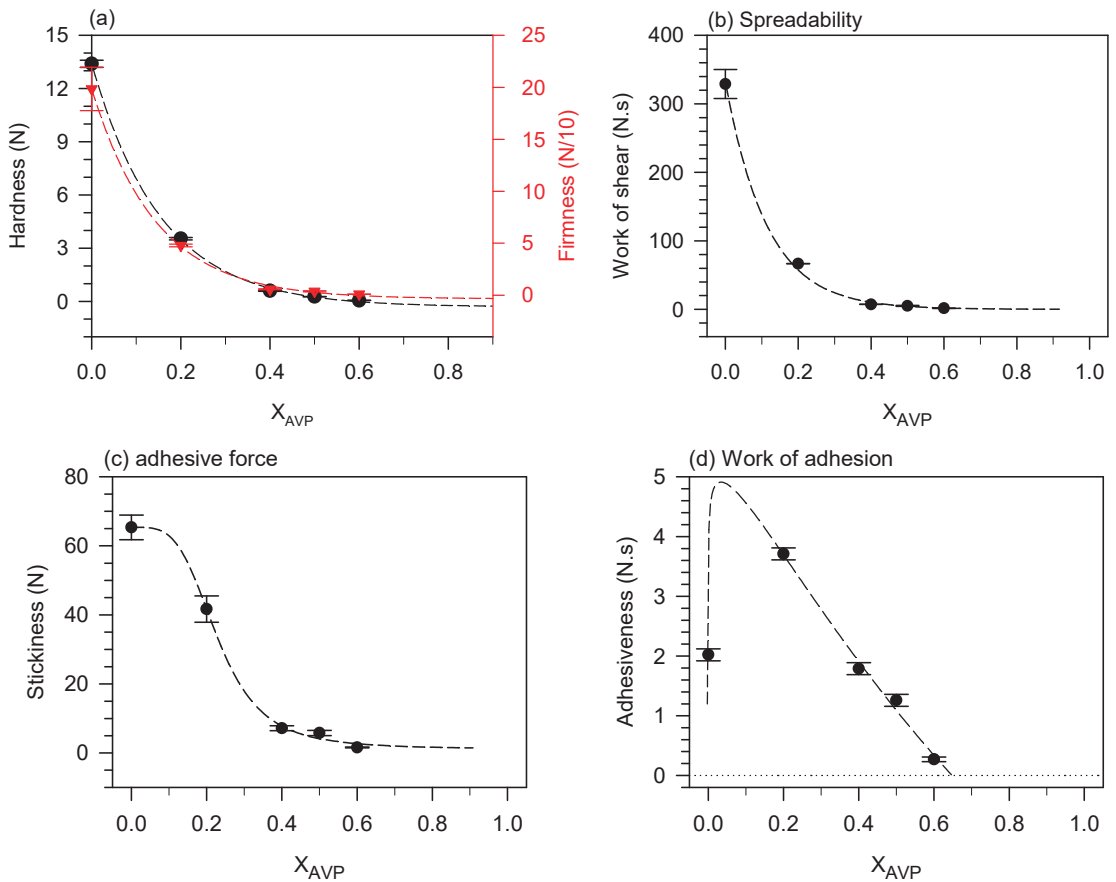 (a)
15
12
9
6
3
0
Hardness (N)
25
20
15
10
5
0
Firmness (N/10)
0.0 0.2 0.4 0.6 0.8
X_AVP
(b) Spreadability
400
300
200
100
0
Work of shear (N.s)
0.0 0.2 0.4 0.6 0.8 1.0
X_AVP
(c) adhesive force
80
60
40
20
0
Stickiness (N)
0.0 0.2 0.4 0.6 0.8 1.0
X_AVP
(d) Work of adhesion
5
4
3
2
1
0
Adhesiveness (N.s)
0.0 0.2 0.4 0.6 0.8 1.0
X_AVP